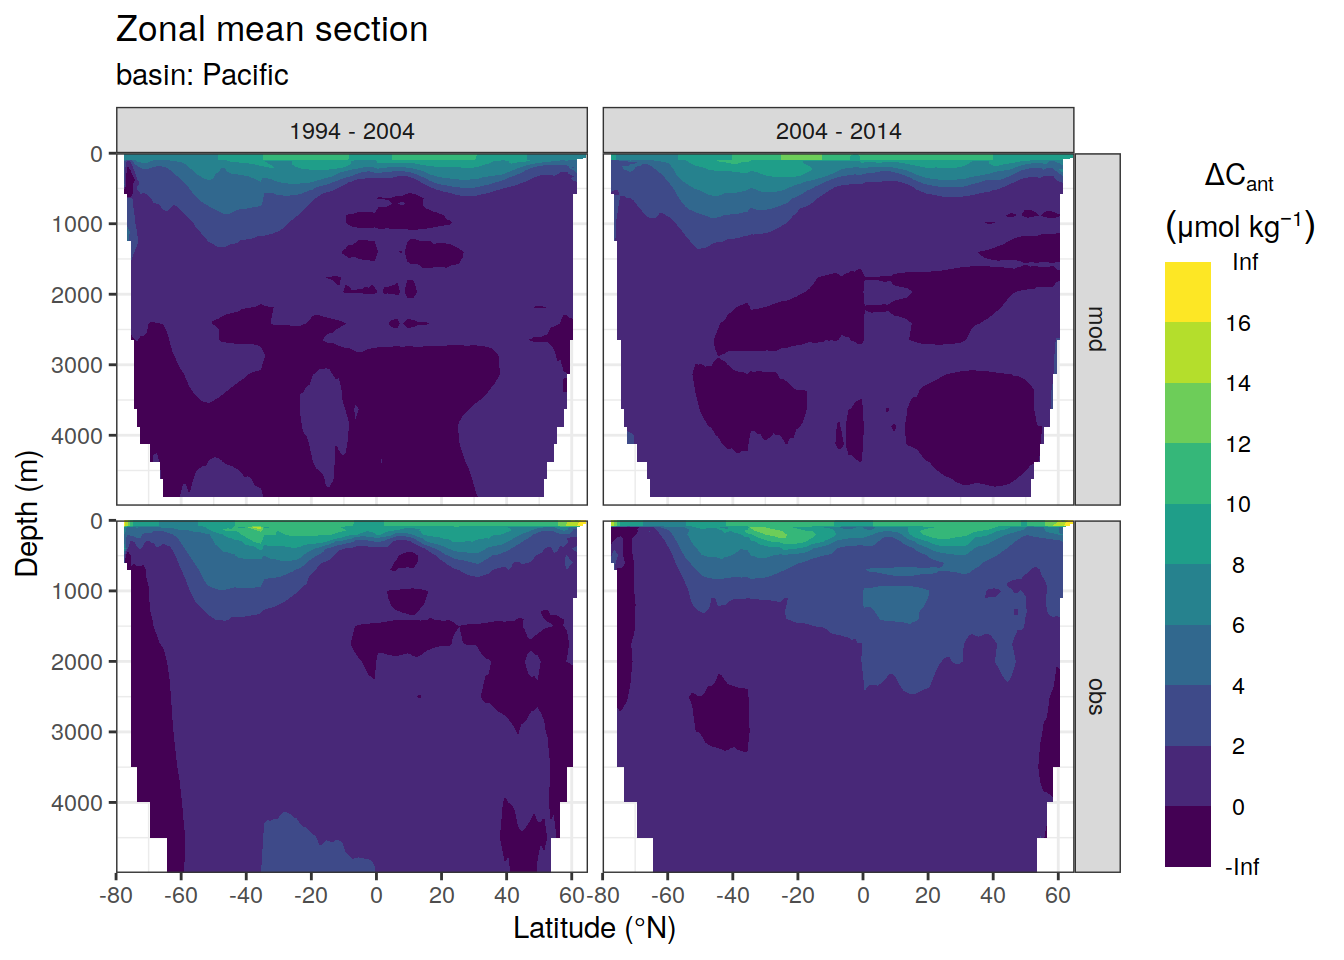 Zonal mean section
basin: Pacific
1994 - 2004
2004 - 2014
0
1000
2000
3000
4000
mod
0
1000
2000
3000
4000
obs
Depth (m)
-80 -60 -40 -20 0 20 40 60
-80 -60 -40 -20 0 20 40 60
Latitude (°N)
ΔCant
(μmol kg⁻¹)
Inf
16
14
12
10
8
6
4
2
0
-Inf